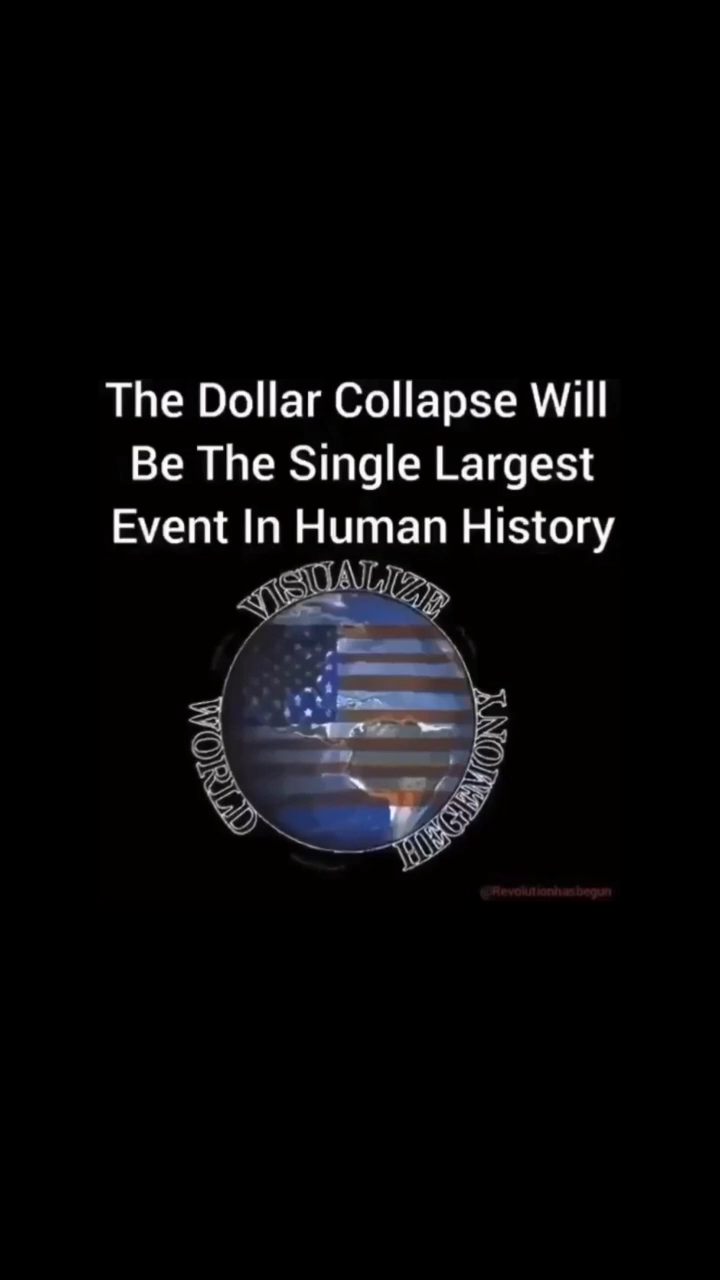 The Dollar Collapse Will
Be The Single Largest
Event In Human History
VISUALIZE
WORLD
HEGEMONY
@Revolutionhasbegun